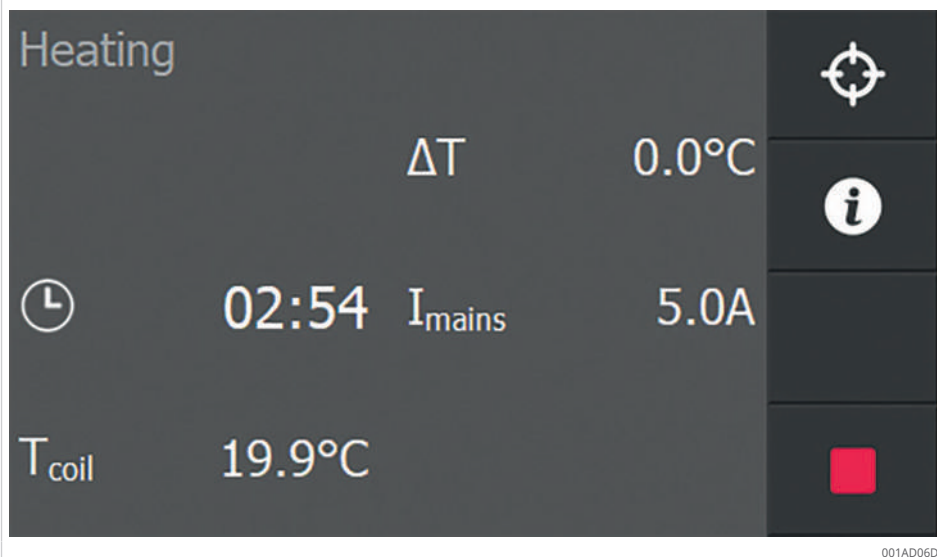 Heating
ΔT 0.0°C
02:54 Imains 5.0A
Tcoil 19.9°C
001AD06D